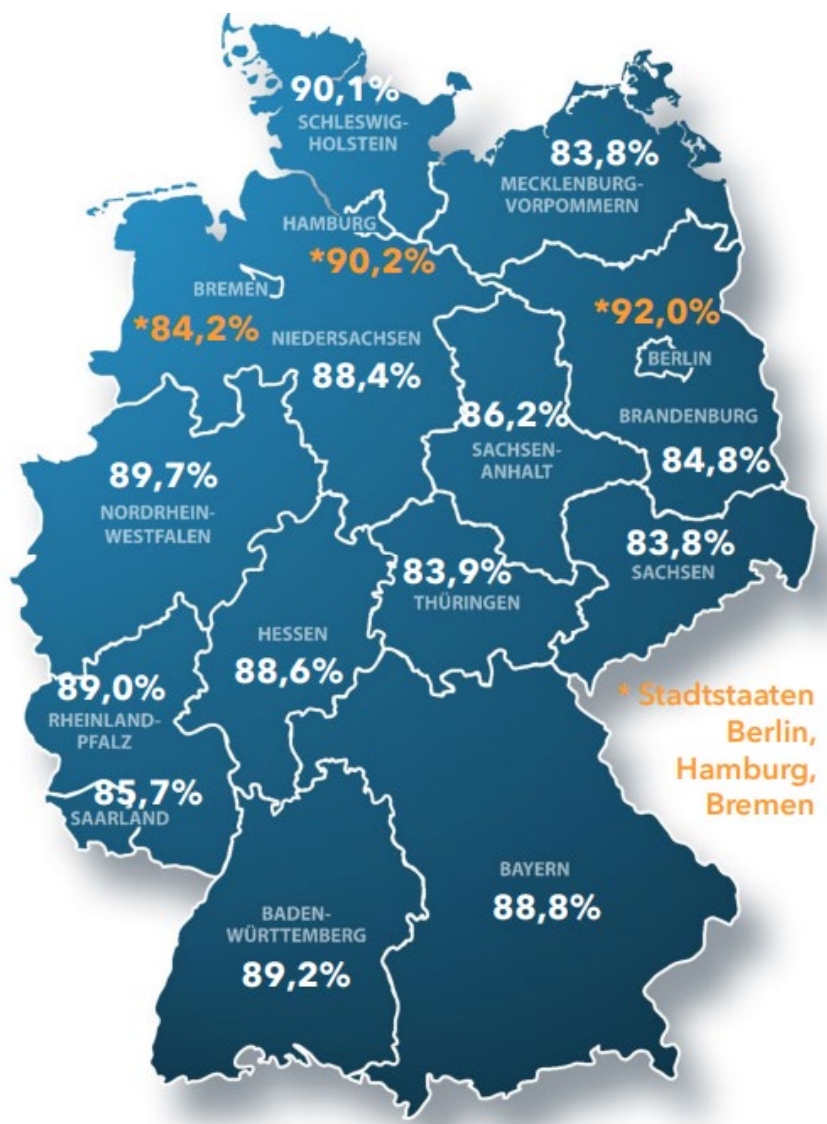 90,1%
SCHLESWIG-
HOLSTEIN
83,8%
MECKLENBURG-
VORPOMMERN
HAMBURG
*90,2%
BREMEN
*84,2%
NIEDERSACHSEN
88,4%
*92,0%
BERLIN
BRANDENBURG
84,8%
86,2%
SACHSEN-
ANHALT
89,7%
NORDRHEIN-
WESTFALEN
83,8%
SACHSEN
83,9%
THÜRINGEN
HESSEN
88,6%
89,0%
RHEINLAND-
PFALZ
85,7%
SAARLAND
* Stadtstaaten
Berlin,
Hamburg,
Bremen
BAYERN
88,8%
BADEN-
WÜRTTEMBERG
89,2%